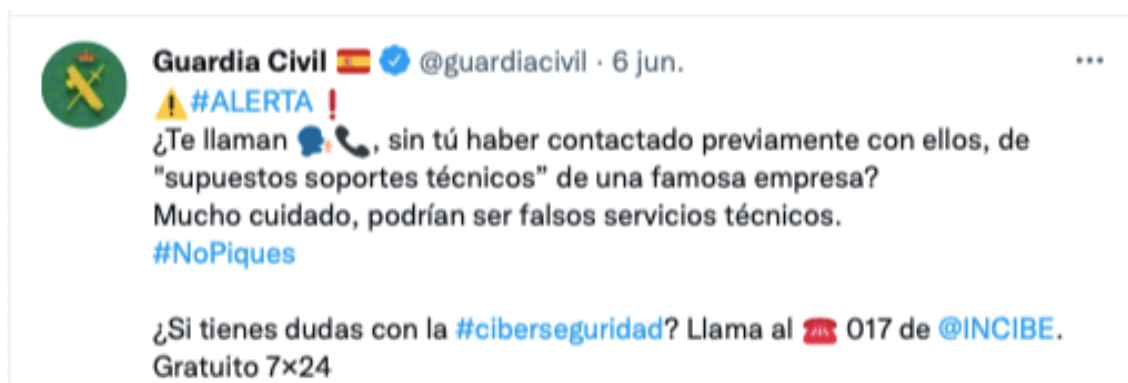 Guardia Civil 🇪🇸 @guardiacivil · 6 jun.
⚠️#ALERTA❗
¿Te llaman 🗣️📞, sin tú haber contactado previamente con ellos, de
"supuestos soportes técnicos” de una famosa empresa?
Mucho cuidado, podrían ser falsos servicios técnicos.
#NoPiques
¿Si tienes dudas con la #ciberseguridad? Llama al ☎️ 017 de @INCIBE.
Gratuito 7×24